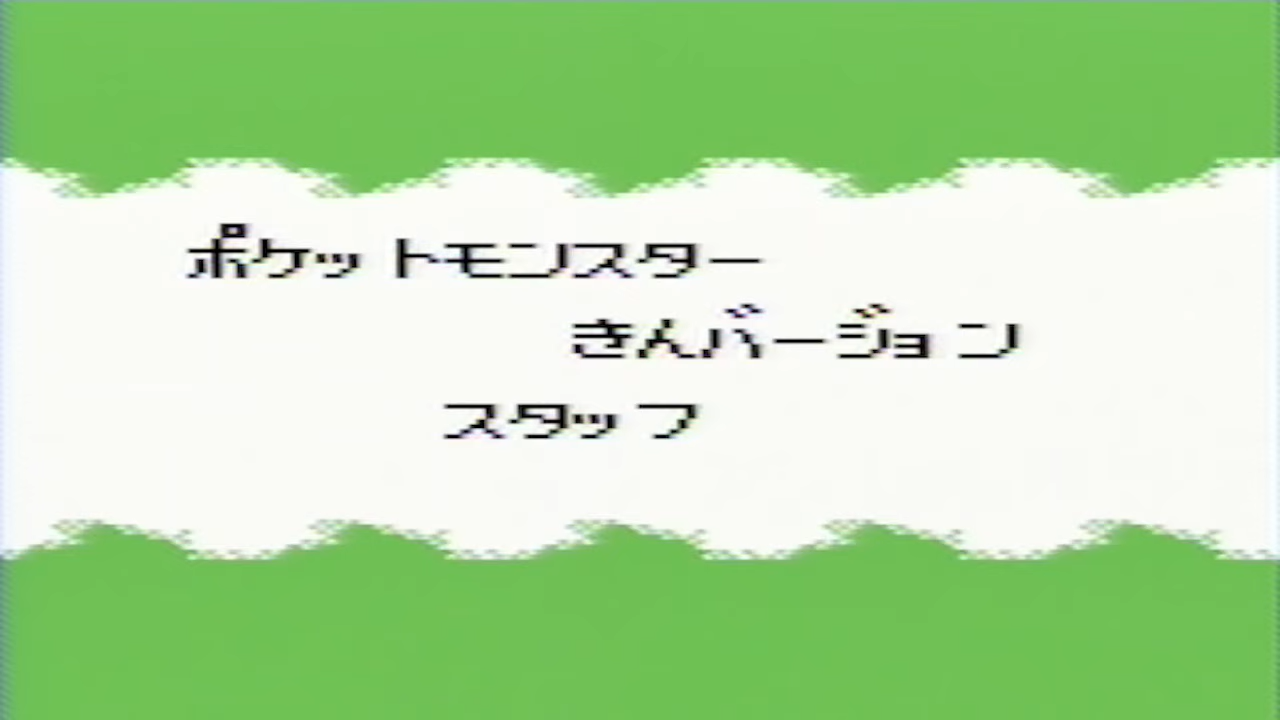 ポケットモンスター
きんバージョン
スタッフ